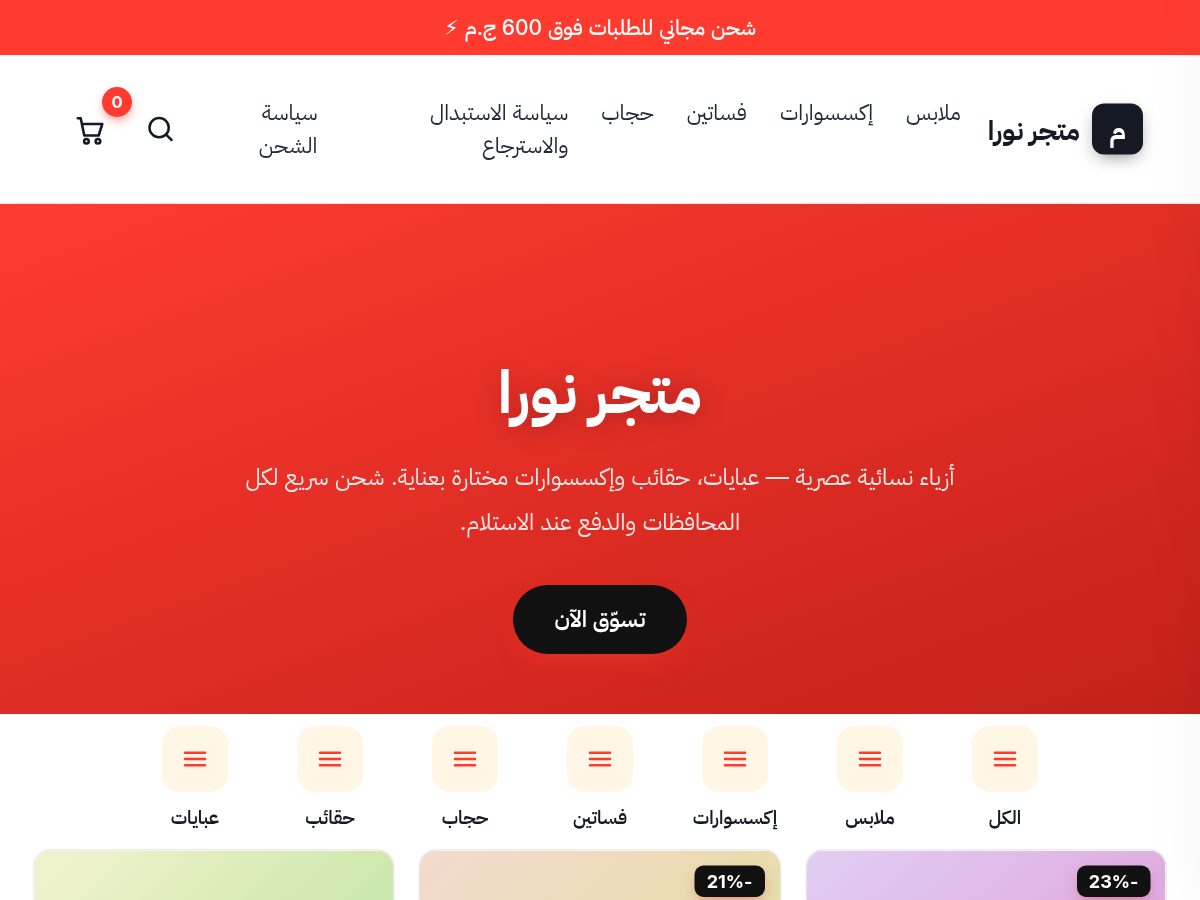 شحن مجاني للطلبات فوق 600 ج.م ⚡
م
متجر نورا
ملابس
إكسسوارات
فساتين
حجاب
سياسة الاستبدال
والاسترجاع
سياسة
الشحن
0
متجر نورا
أزياء نسائية عصرية — عبايات، حقائب وإكسسوارات مختارة بعناية. شحن سريع لكل
المحافظات والدفع عند الاستلام.
تسوّق الآن
الكل
ملابس
إكسسوارات
فساتين
حجاب
حقائب
عبايات
-23%
-21%